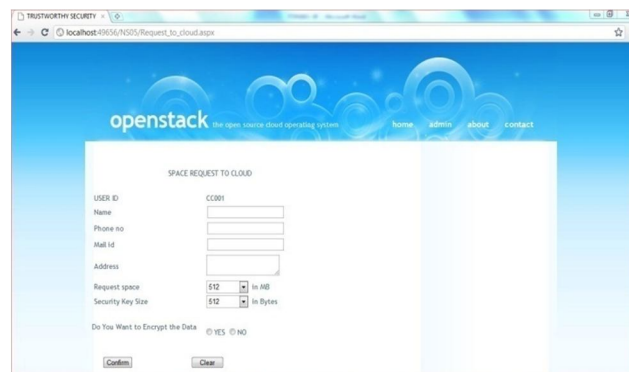 TRUSTWORTHY SECURITY
localhost:49656/NS05/Request_to_cloud.aspx
openstack the open source cloud operating system
home admin about contact
SPACE REQUEST TO CLOUD
USER ID CC001
Name
Phone no
Mail Id
Address
Request space 512 In MB
Security Key Size 512 In Bytes
Do You Want to Encrypt the Data YES NO
Confirm Clear